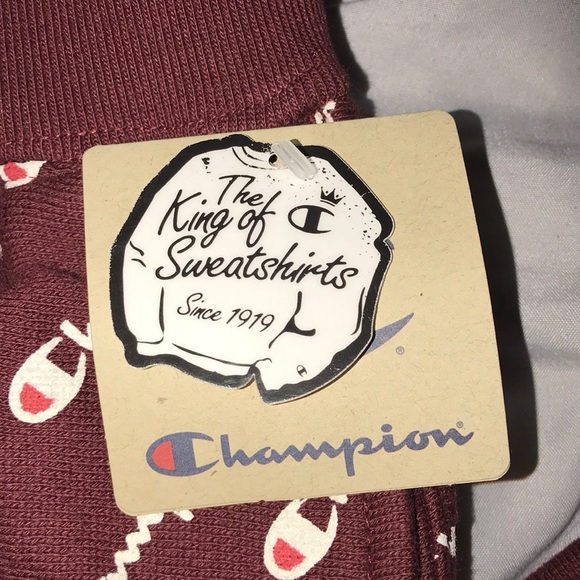 The
King of
Sweatshirts
Since 1919
®
Champion